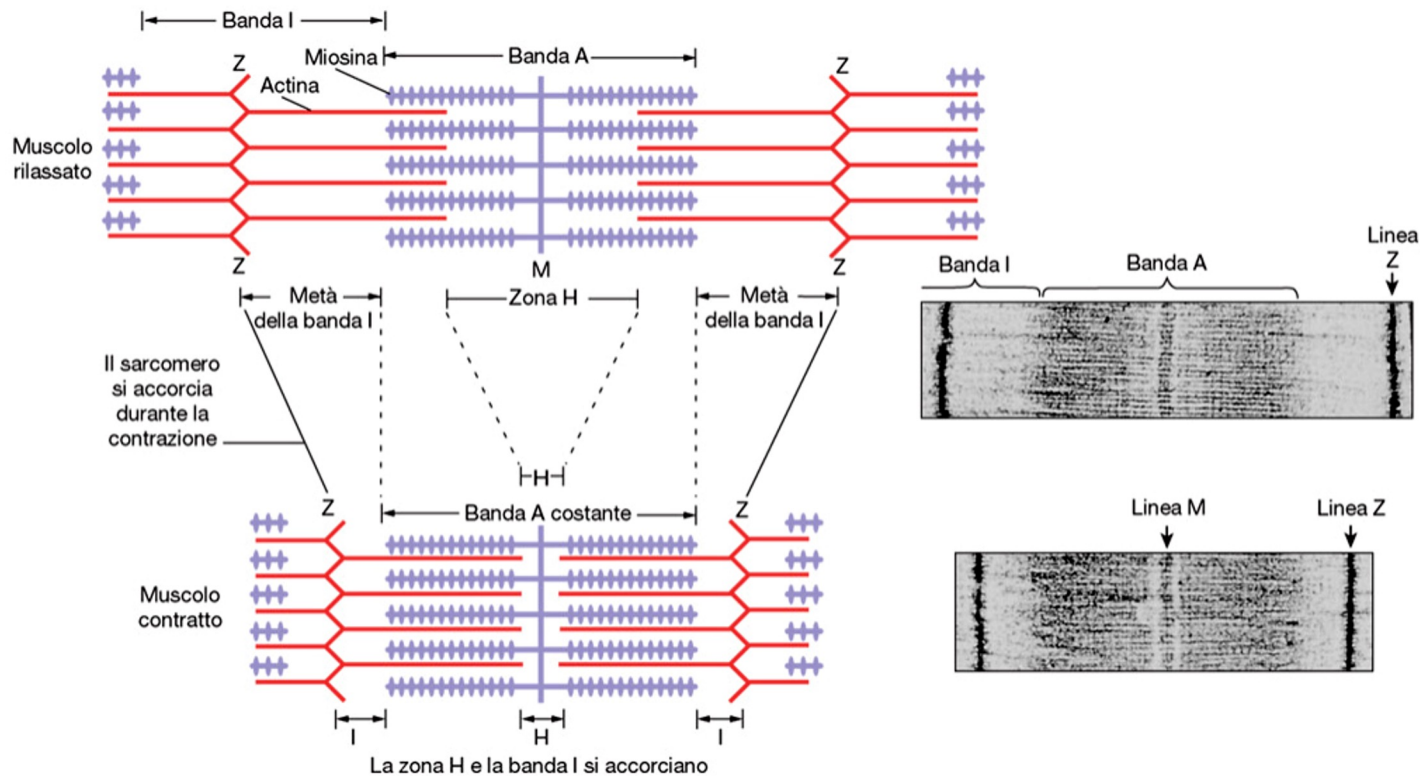 Banda I
Miosina
Banda A
Z
Actina
Z
Muscolo
rilassato
Z
M
Z
Metà
della banda I
Zona H
Metà
della banda I
Il sarcomero
si accorcia
durante la
contrazione
H
Z
Banda A costante
Z
Muscolo
contratto
I
H
I
La zona H e la banda I si accorciano
Linea
Z
Banda I
Banda A
Linea M
Linea Z